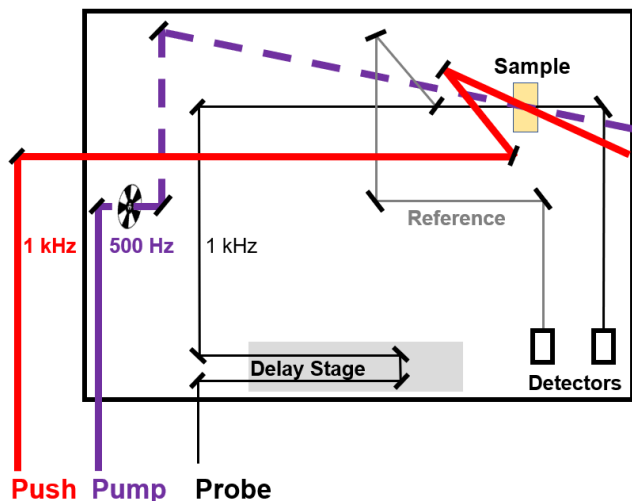 Sample
Reference
1 kHz
500 Hz
1 kHz
Delay Stage
Detectors
Push
Pump
Probe